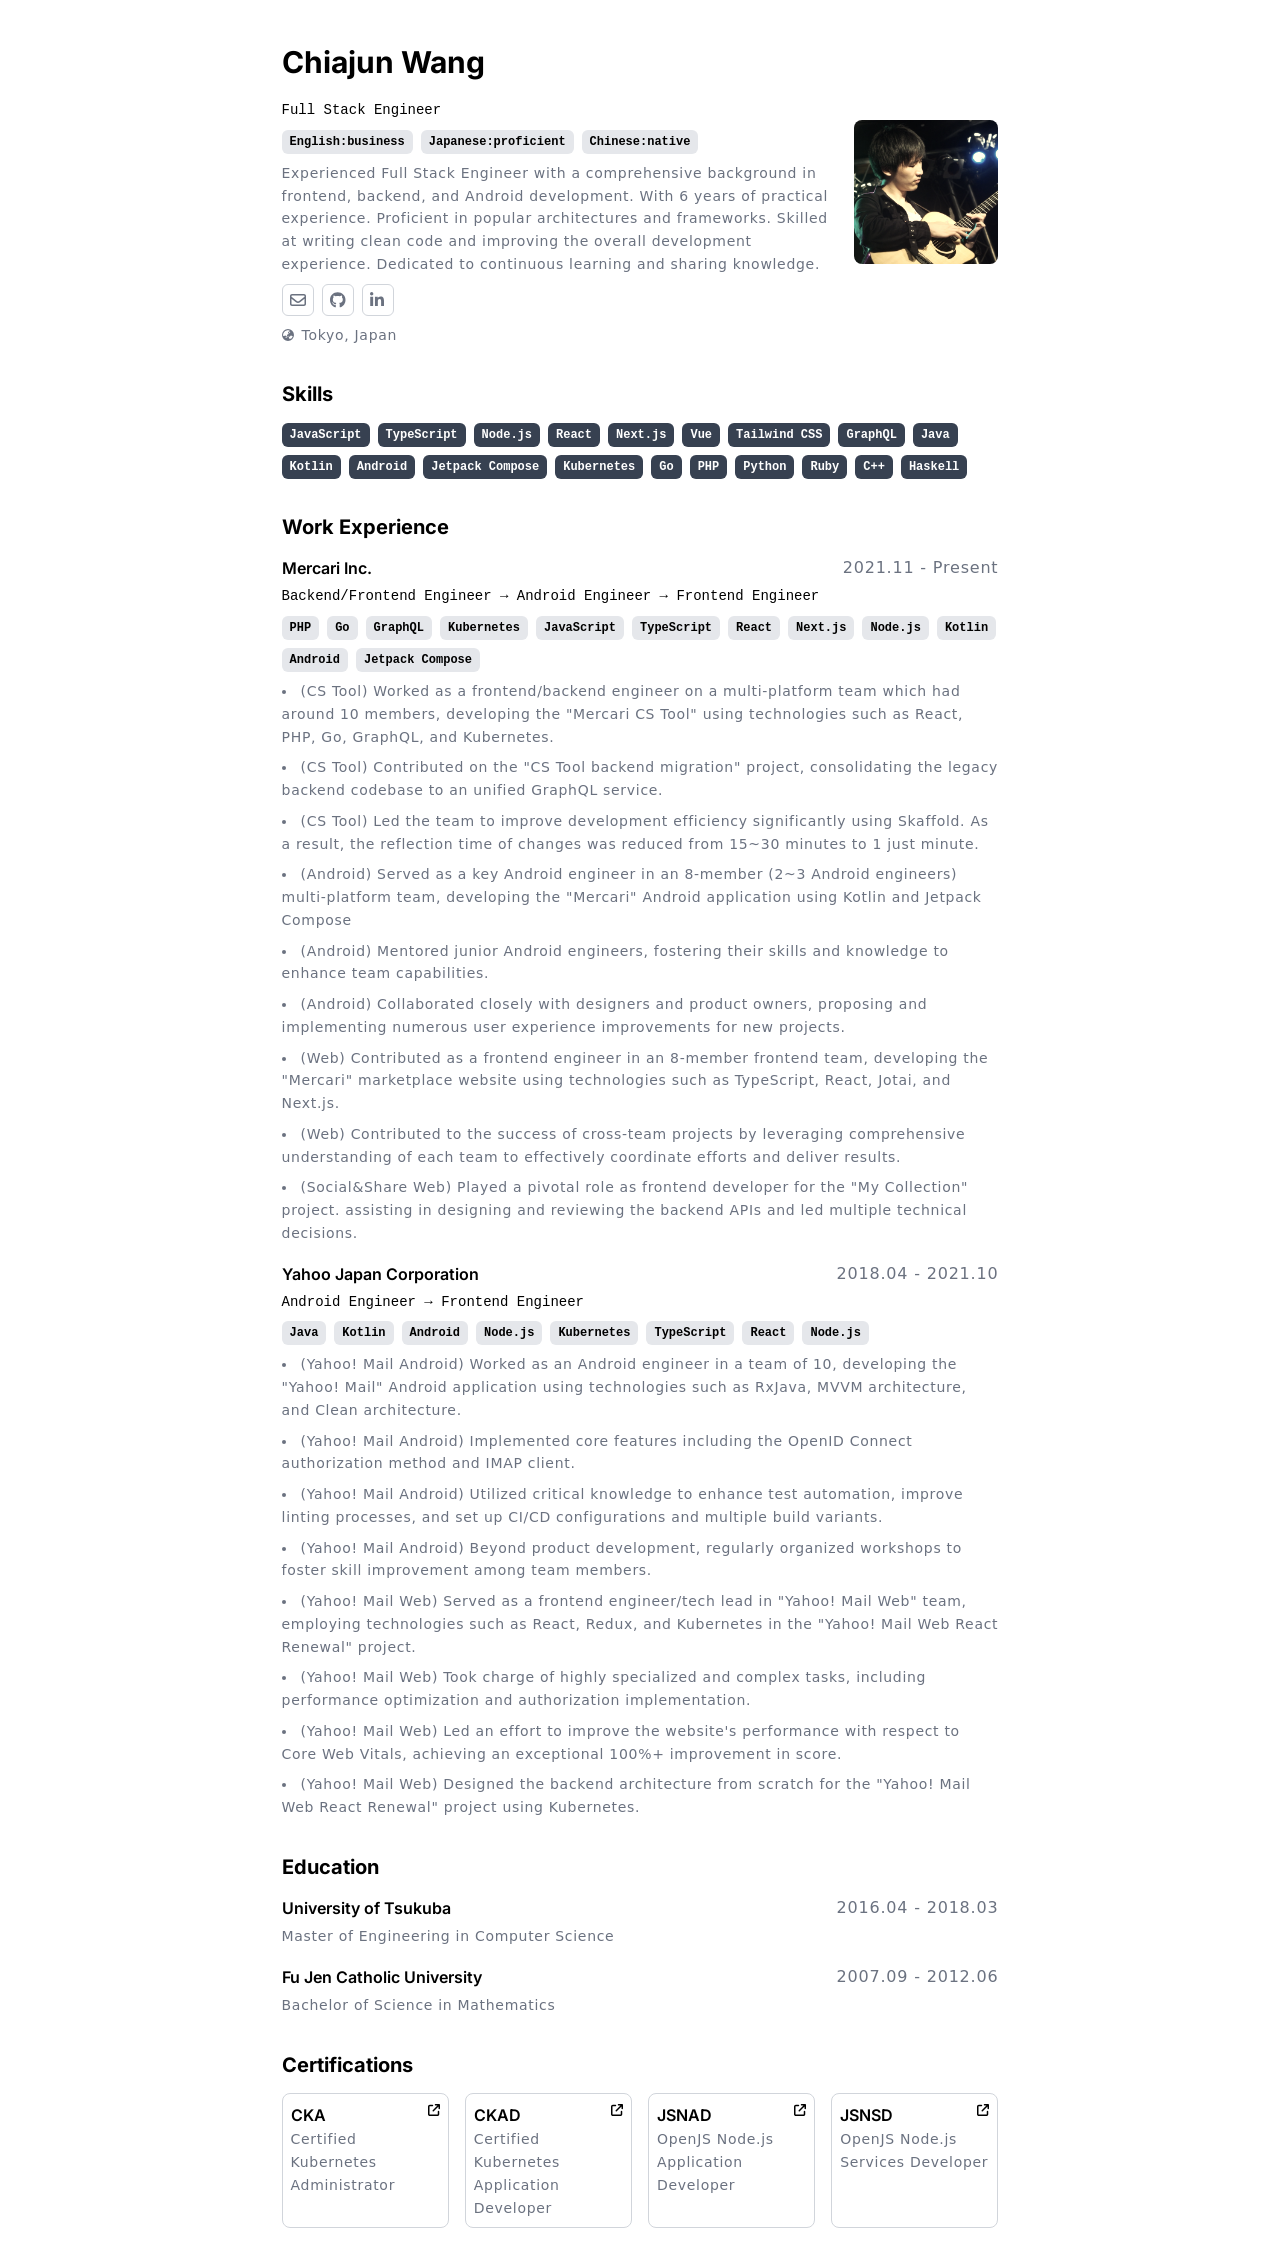 Chiajun Wang
Full Stack Engineer
English:business Japanese:proficient Chinese:native
Experienced Full Stack Engineer with a comprehensive background in
frontend, backend, and Android development. With 6 years of practical
experience. Proficient in popular architectures and frameworks. Skilled
at writing clean code and improving the overall development
experience. Dedicated to continuous learning and sharing knowledge.
Tokyo, Japan
Skills
JavaScript TypeScript Node.js React Next.js Vue Tailwind CSS GraphQL Java
Kotlin Android Jetpack Compose Kubernetes Go PHP Python Ruby C++ Haskell
Work Experience
Mercari Inc. 2021.11 - Present
Backend/Frontend Engineer → Android Engineer → Frontend Engineer
PHP Go GraphQL Kubernetes JavaScript TypeScript React Next.js Node.js Kotlin
Android Jetpack Compose
• (CS Tool) Worked as a frontend/backend engineer on a multi-platform team which had
around 10 members, developing the "Mercari CS Tool" using technologies such as React,
PHP, Go, GraphQL, and Kubernetes.
• (CS Tool) Contributed on the "CS Tool backend migration" project, consolidating the legacy
backend codebase to an unified GraphQL service.
• (CS Tool) Led the team to improve development efficiency significantly using Skaffold. As
a result, the reflection time of changes was reduced from 15~30 minutes to 1 just minute.
• (Android) Served as a key Android engineer in an 8-member (2~3 Android engineers)
multi-platform team, developing the "Mercari" Android application using Kotlin and Jetpack
Compose
• (Android) Mentored junior Android engineers, fostering their skills and knowledge to
enhance team capabilities.
• (Android) Collaborated closely with designers and product owners, proposing and
implementing numerous user experience improvements for new projects.
• (Web) Contributed as a frontend engineer in an 8-member frontend team, developing the
"Mercari" marketplace website using technologies such as TypeScript, React, Jotai, and
Next.js.
• (Web) Contributed to the success of cross-team projects by leveraging comprehensive
understanding of each team to effectively coordinate efforts and deliver results.
• (Social&Share Web) Played a pivotal role as frontend developer for the "My Collection"
project. assisting in designing and reviewing the backend APIs and led multiple technical
decisions.
Yahoo Japan Corporation 2018.04 - 2021.10
Android Engineer → Frontend Engineer
Java Kotlin Android Node.js Kubernetes TypeScript React Node.js
• (Yahoo! Mail Android) Worked as an Android engineer in a team of 10, developing the
"Yahoo! Mail" Android application using technologies such as RxJava, MVVM architecture,
and Clean architecture.
• (Yahoo! Mail Android) Implemented core features including the OpenID Connect
authorization method and IMAP client.
• (Yahoo! Mail Android) Utilized critical knowledge to enhance test automation, improve
linting processes, and set up CI/CD configurations and multiple build variants.
• (Yahoo! Mail Android) Beyond product development, regularly organized workshops to
foster skill improvement among team members.
• (Yahoo! Mail Web) Served as a frontend engineer/tech lead in "Yahoo! Mail Web" team,
employing technologies such as React, Redux, and Kubernetes in the "Yahoo! Mail Web React
Renewal" project.
• (Yahoo! Mail Web) Took charge of highly specialized and complex tasks, including
performance optimization and authorization implementation.
• (Yahoo! Mail Web) Led an effort to improve the website's performance with respect to
Core Web Vitals, achieving an exceptional 100%+ improvement in score.
• (Yahoo! Mail Web) Designed the backend architecture from scratch for the "Yahoo! Mail
Web React Renewal" project using Kubernetes.
Education
University of Tsukuba 2016.04 - 2018.03
Master of Engineering in Computer Science
Fu Jen Catholic University 2007.09 - 2012.06
Bachelor of Science in Mathematics
Certifications
CKA
Certified
Kubernetes
Administrator
CKAD
Certified
Kubernetes
Application
Developer
JSNAD
OpenJS Node.js
Application
Developer
JSNSD
OpenJS Node.js
Services Developer